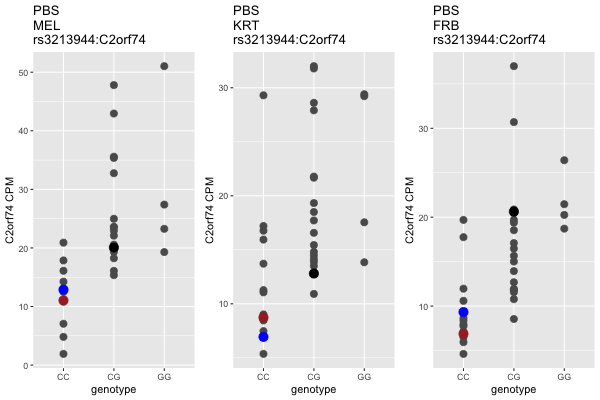 PBS
MEL
rs3213944:C2orf74
50
40
30
20
10
0
C2orf74 CPM
CC
CG
GG
genotype
PBS
KRT
rs3213944:C2orf74
30
20
10
C2orf74 CPM
CC
CG
GG
genotype
PBS
FRB
rs3213944:C2orf74
30
20
10
C2orf74 CPM
CC
CG
GG
genotype